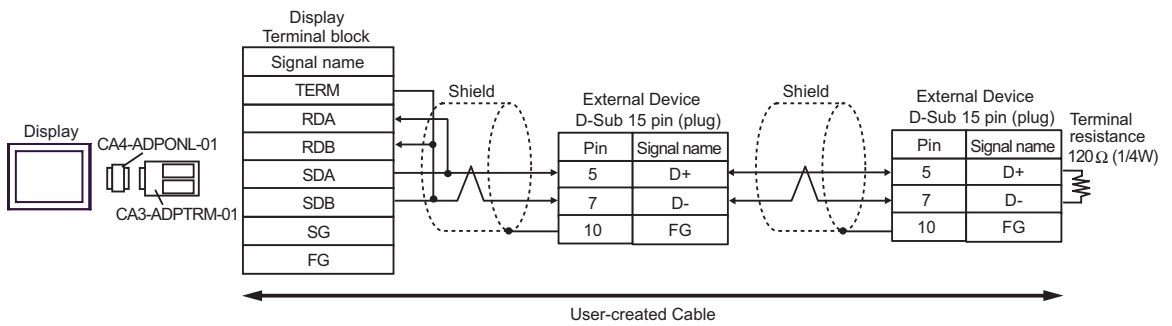 Display
CA4-ADPONL-01
CA3-ADPTRM-01
Display
Terminal block
Signal name
TERM
RDA
RDB
SDA
SDB
SG
FG
Shield
External Device
D-Sub 15 pin (plug)
Pin Signal name
5 D+
7 D-
10 FG
Shield
External Device
D-Sub 15 pin (plug)
Pin Signal name
5 D+
7 D-
10 FG
Terminal
resistance
120Ω (1/4W)
User-created Cable